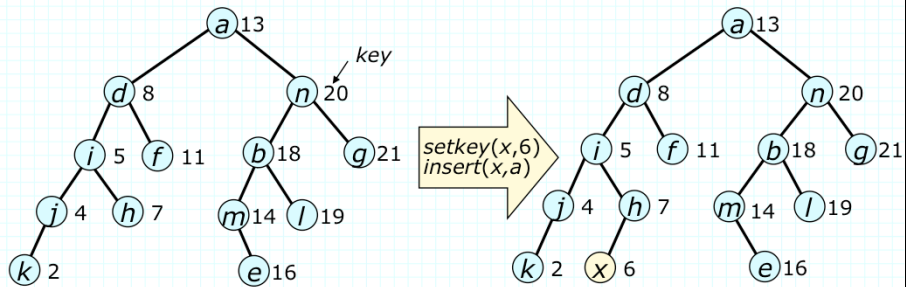 a 13
a 13
key
d 8
n 20
d 8
n 20
i 5
f 11
b 18
g 21
setkey(x,6)
insert(x,a)
i 5
f 11
b 18
g 21
j 4
h 7
m 14
l 19
j 4
h 7
m 14
l 19
k 2
e 16
k 2
x 6
e 16